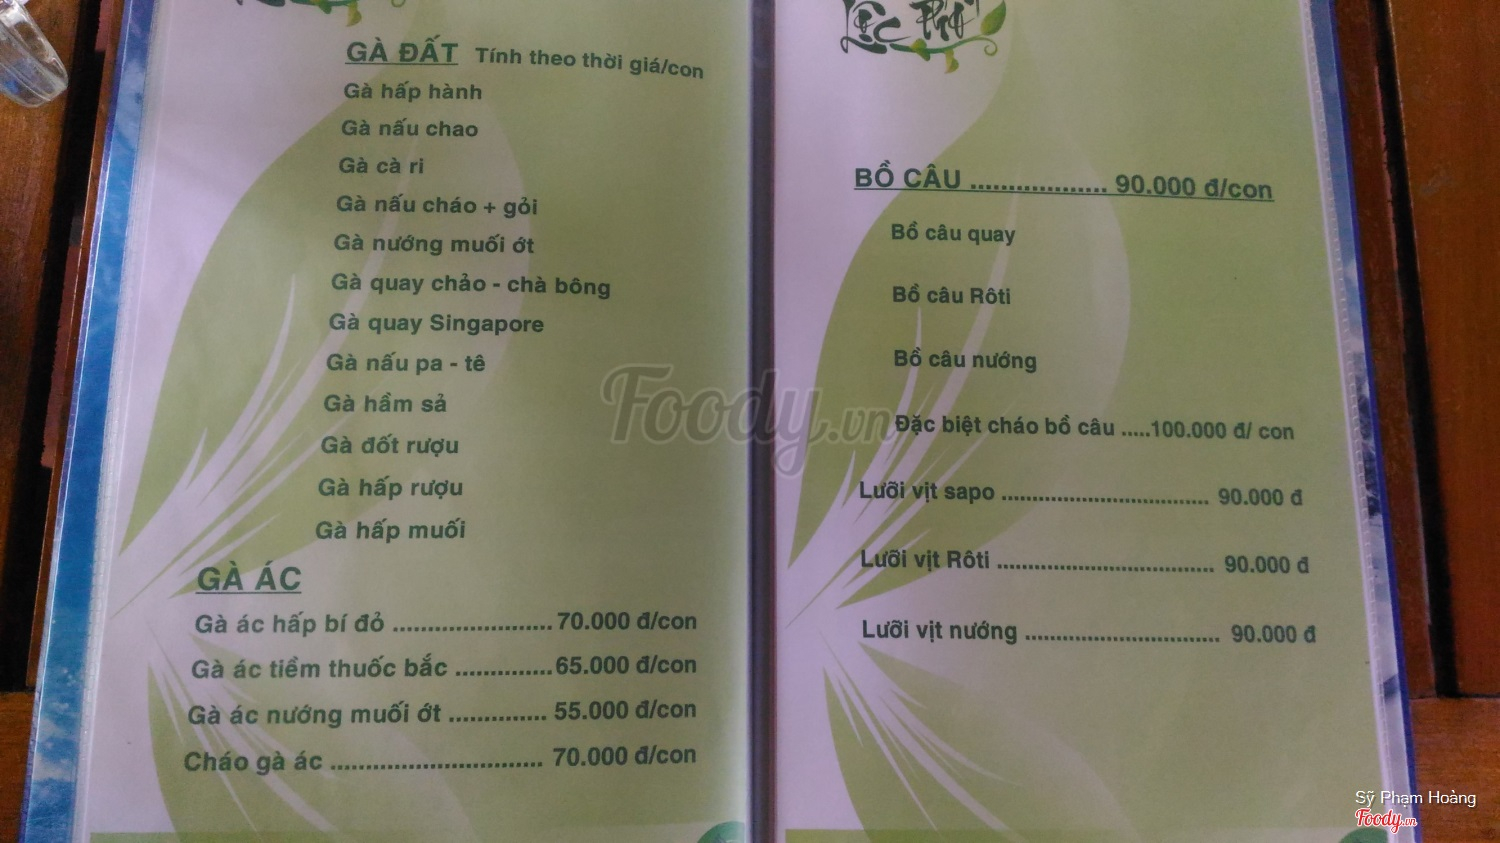 GÀ ĐẤT Tính theo thời giá/con
Gà hấp hành
Gà nấu chao
Gà cà ri
Gà nấu cháo + gỏi
Gà nướng muối ớt
Gà quay chảo - chà bông
Gà quay Singapore
Gà nấu pa - tê
Gà hầm sả
Gà đốt rượu
Gà hấp rượu
Gà hấp muối
GÀ ÁC
Gà ác hấp bí đỏ ........................ 70.000 đ/con
Gà ác tiềm thuốc bắc ............... 65.000 đ/con
Gà ác nướng muối ớt ............... 55.000 đ/con
Cháo gà ác ............................... 70.000 đ/con
BỒ CÂU .................. 90.000 đ/con
Bồ câu quay
Bồ câu Rôti
Bồ câu nướng
Đặc biệt cháo bồ câu .....100.000 đ/ con
Lưỡi vịt sapo ....................................... 90.000 đ
Lưỡi vịt Rôti ......................................... 90.000 đ
Lưỡi vịt nướng ..................................... 90.000 đ
Foody.vn
Sỹ Phạm Hoàng
Foody.vn